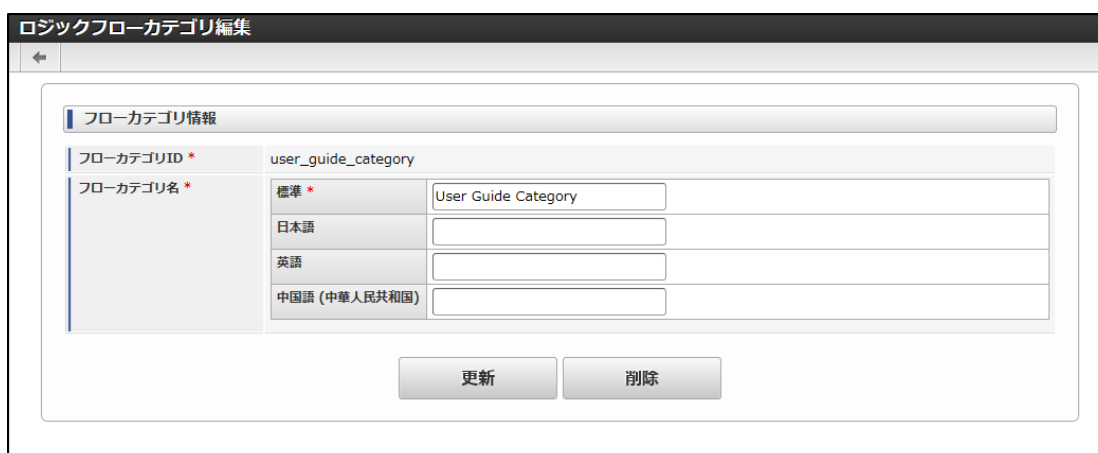 ロジックフローカテゴリ編集
フローカテゴリ情報
フローカテゴリID *
user_guide_category
フローカテゴリ名 *
標準 *
User Guide Category
日本語
英語
中国語 (中華人民共和国)
更新
削除